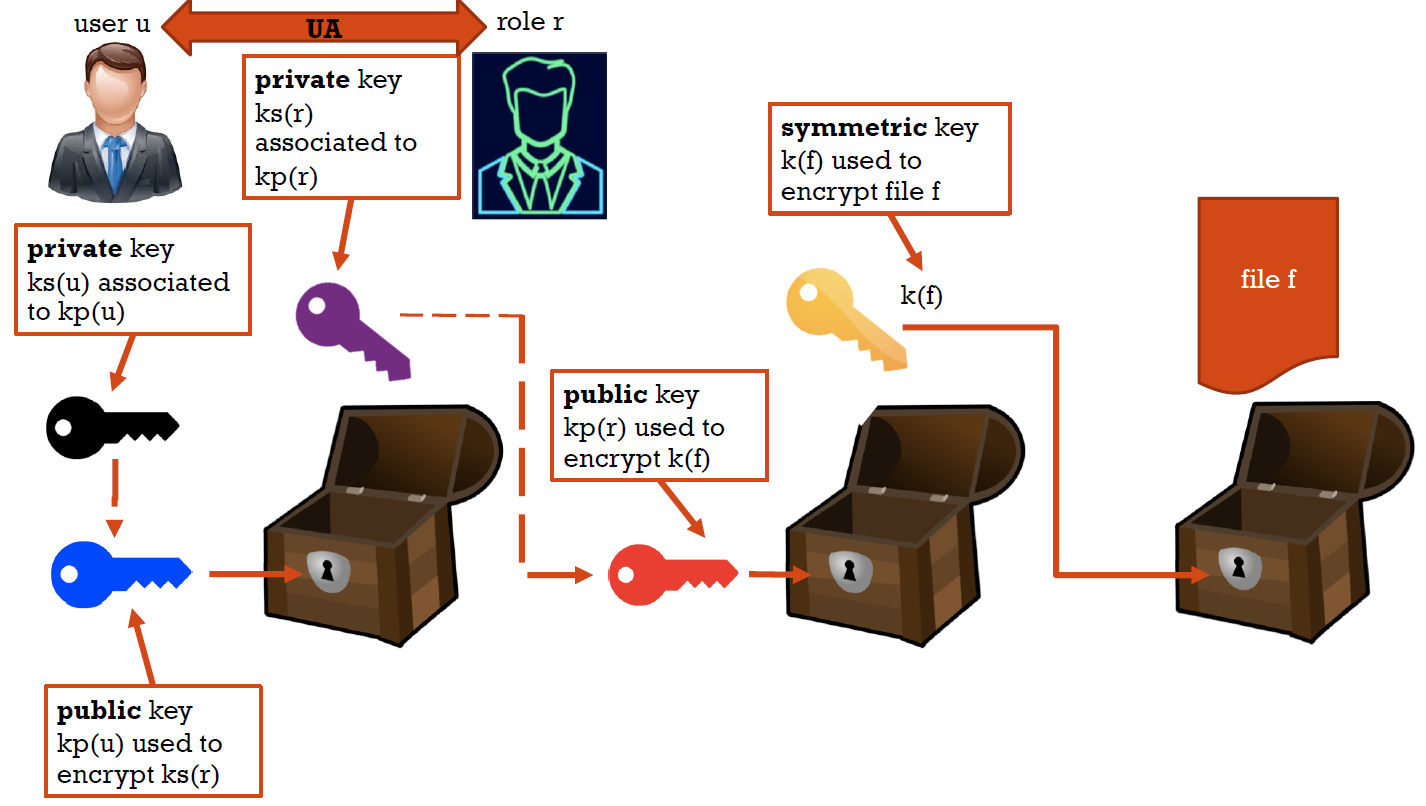 user u
UA
role r
private key
ks(r)
associated to
kp(r)
symmetric key
k(f) used to
encrypt file f
private key
ks(u) associated
to kp(u)
file f
k(f)
public key
kp(r) used to
encrypt k(f)
public key
kp(u) used to
encrypt ks(r)